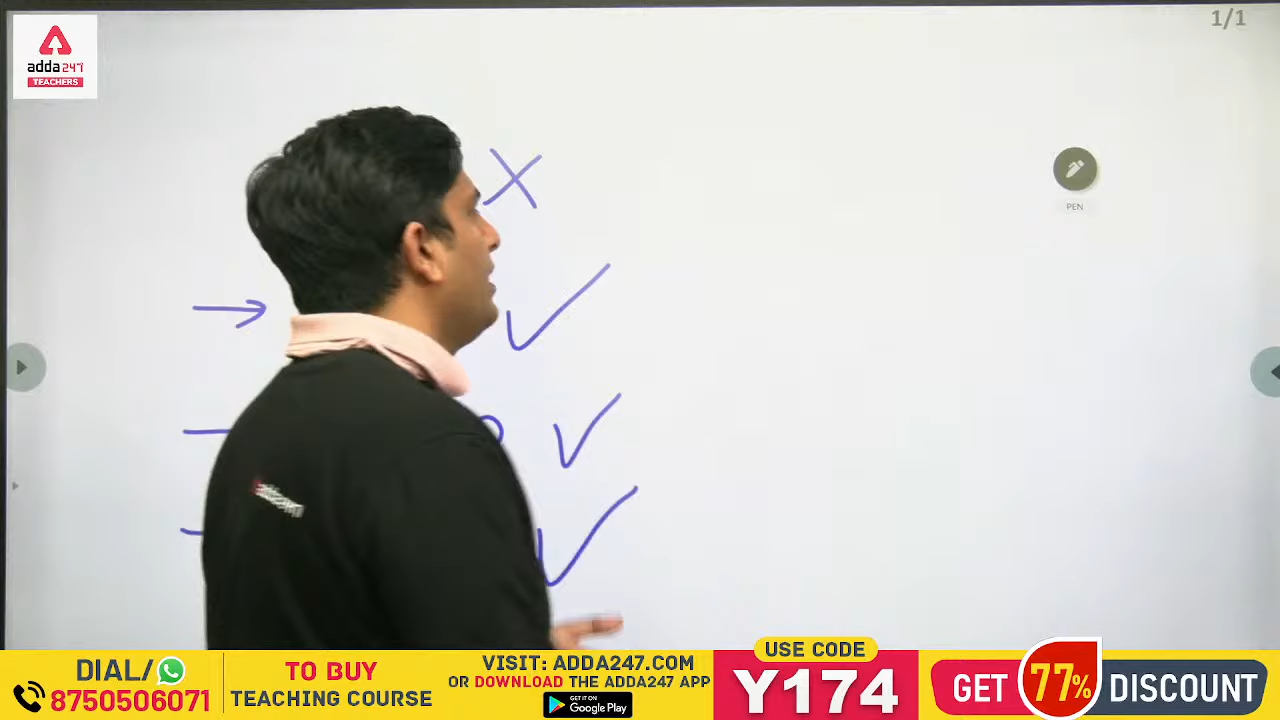 1/1
adda247
TEACHERS
X
PEN
DIAL/
8750506071
TO BUY
TEACHING COURSE
VISIT: ADDA247.COM
OR DOWNLOAD THE ADDA247 APP
GET IT ON
Google Play
USE CODE
Y174
GET 77% DISCOUNT